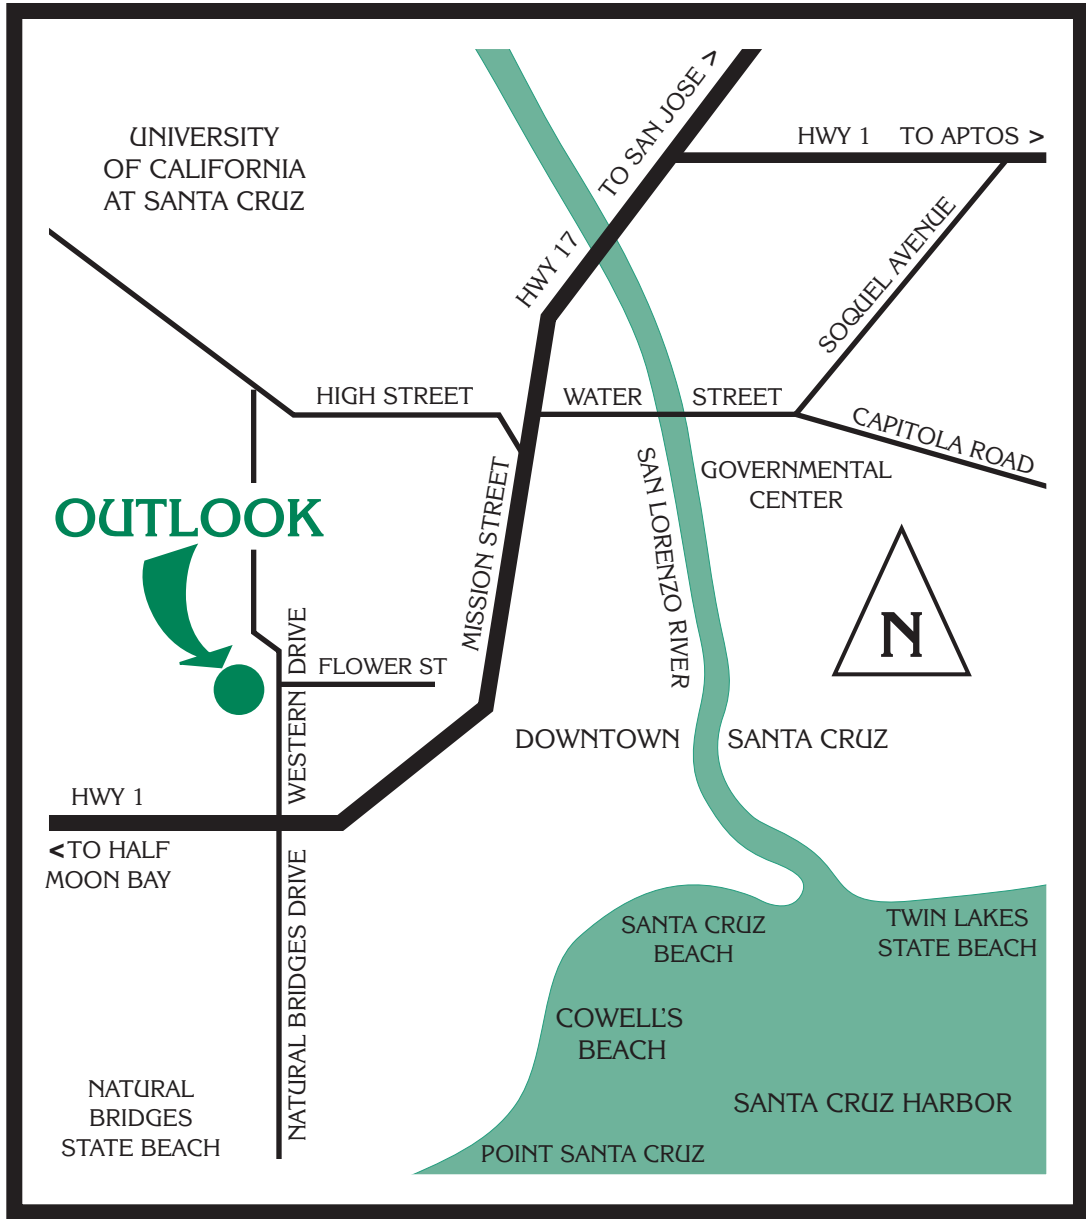 TO SAN JOSE >
HWY 1 TO APTOS >
UNIVERSITY
OF CALIFORNIA
AT SANTA CRUZ
HWY 17
SOQUEL AVENUE
HIGH STREET
WATER STREET
CAPITOLA ROAD
GOVERNMENTAL
CENTER
OUTLOOK
MISSION STREET
SAN LORENZO RIVER
N
WESTERN DRIVE
FLOWER ST
DOWNTOWN SANTA CRUZ
HWY 1
<TO HALF
MOON BAY
NATURAL BRIDGES DRIVE
SANTA CRUZ
BEACH
TWIN LAKES
STATE BEACH
COWELL'S
BEACH
NATURAL
BRIDGES
STATE BEACH
SANTA CRUZ HARBOR
POINT SANTA CRUZ